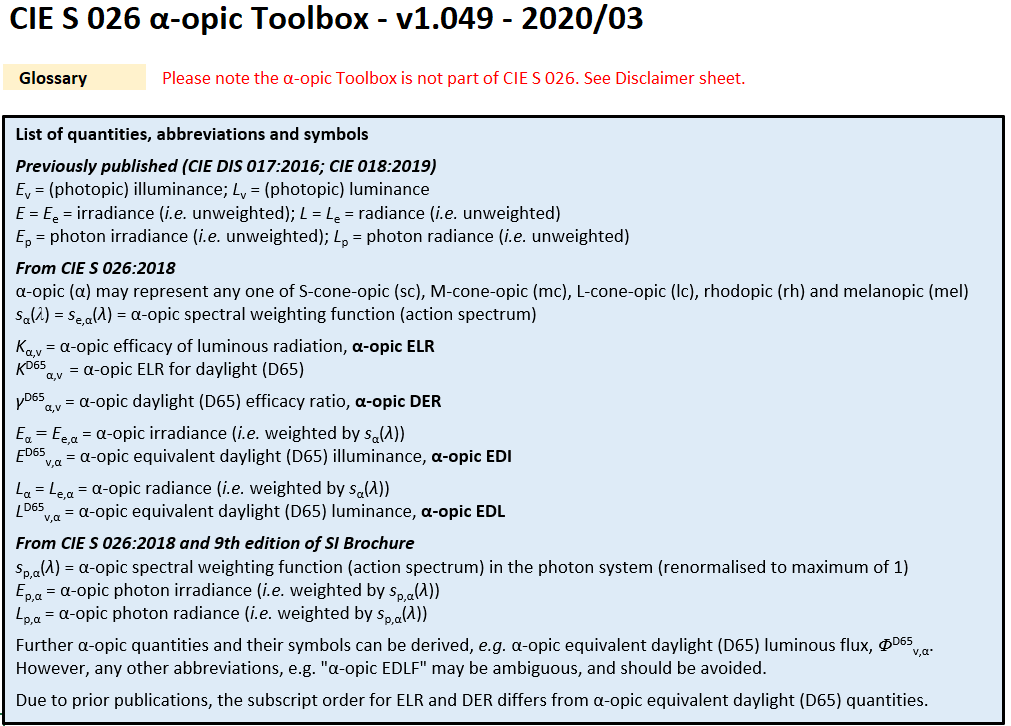 CIE S 026 α-opic Toolbox - v1.049 - 2020/03
Glossary
Please note the α-opic Toolbox is not part of CIE S 026. See Disclaimer sheet.
List of quantities, abbreviations and symbols
Previously published (CIE DIS 017:2016; CIE 018:2019)
Ev = (photopic) illuminance; Lv = (photopic) luminance
E = Ee = irradiance (i.e. unweighted); L = Le = radiance (i.e. unweighted)
Ep = photon irradiance (i.e. unweighted); Lp = photon radiance (i.e. unweighted)
From CIE S 026:2018
α-opic (α) may represent any one of S-cone-opic (sc), M-cone-opic (mc), L-cone-opic (lc), rhodopic (rh) and melanopic (mel)
sα(λ) = se,α(λ) = α-opic spectral weighting function (action spectrum)
Kα,v = α-opic efficacy of luminous radiation, α-opic ELR
KD65α,v = α-opic ELR for daylight (D65)
γD65α,v = α-opic daylight (D65) efficacy ratio, α-opic DER
Eα = Ee,α = α-opic irradiance (i.e. weighted by sα(λ))
ED65v,α = α-opic equivalent daylight (D65) illuminance, α-opic EDI
Lα = Le,α = α-opic radiance (i.e. weighted by sα(λ))
LD65v,α = α-opic equivalent daylight (D65) luminance, α-opic EDL
From CIE S 026:2018 and 9th edition of SI Brochure
sp,α(λ) = α-opic spectral weighting function (action spectrum) in the photon system (renormalised to maximum of 1)
Ep,α = α-opic photon irradiance (i.e. weighted by sp,α(λ))
Lp,α = α-opic photon radiance (i.e. weighted by sp,α(λ))
Further α-opic quantities and their symbols can be derived, e.g. α-opic equivalent daylight (D65) luminous flux, ΦD65v,α.
However, any other abbreviations, e.g. "α-opic EDLF" may be ambiguous, and should be avoided.
Due to prior publications, the subscript order for ELR and DER differs from α-opic equivalent daylight (D65) quantities.